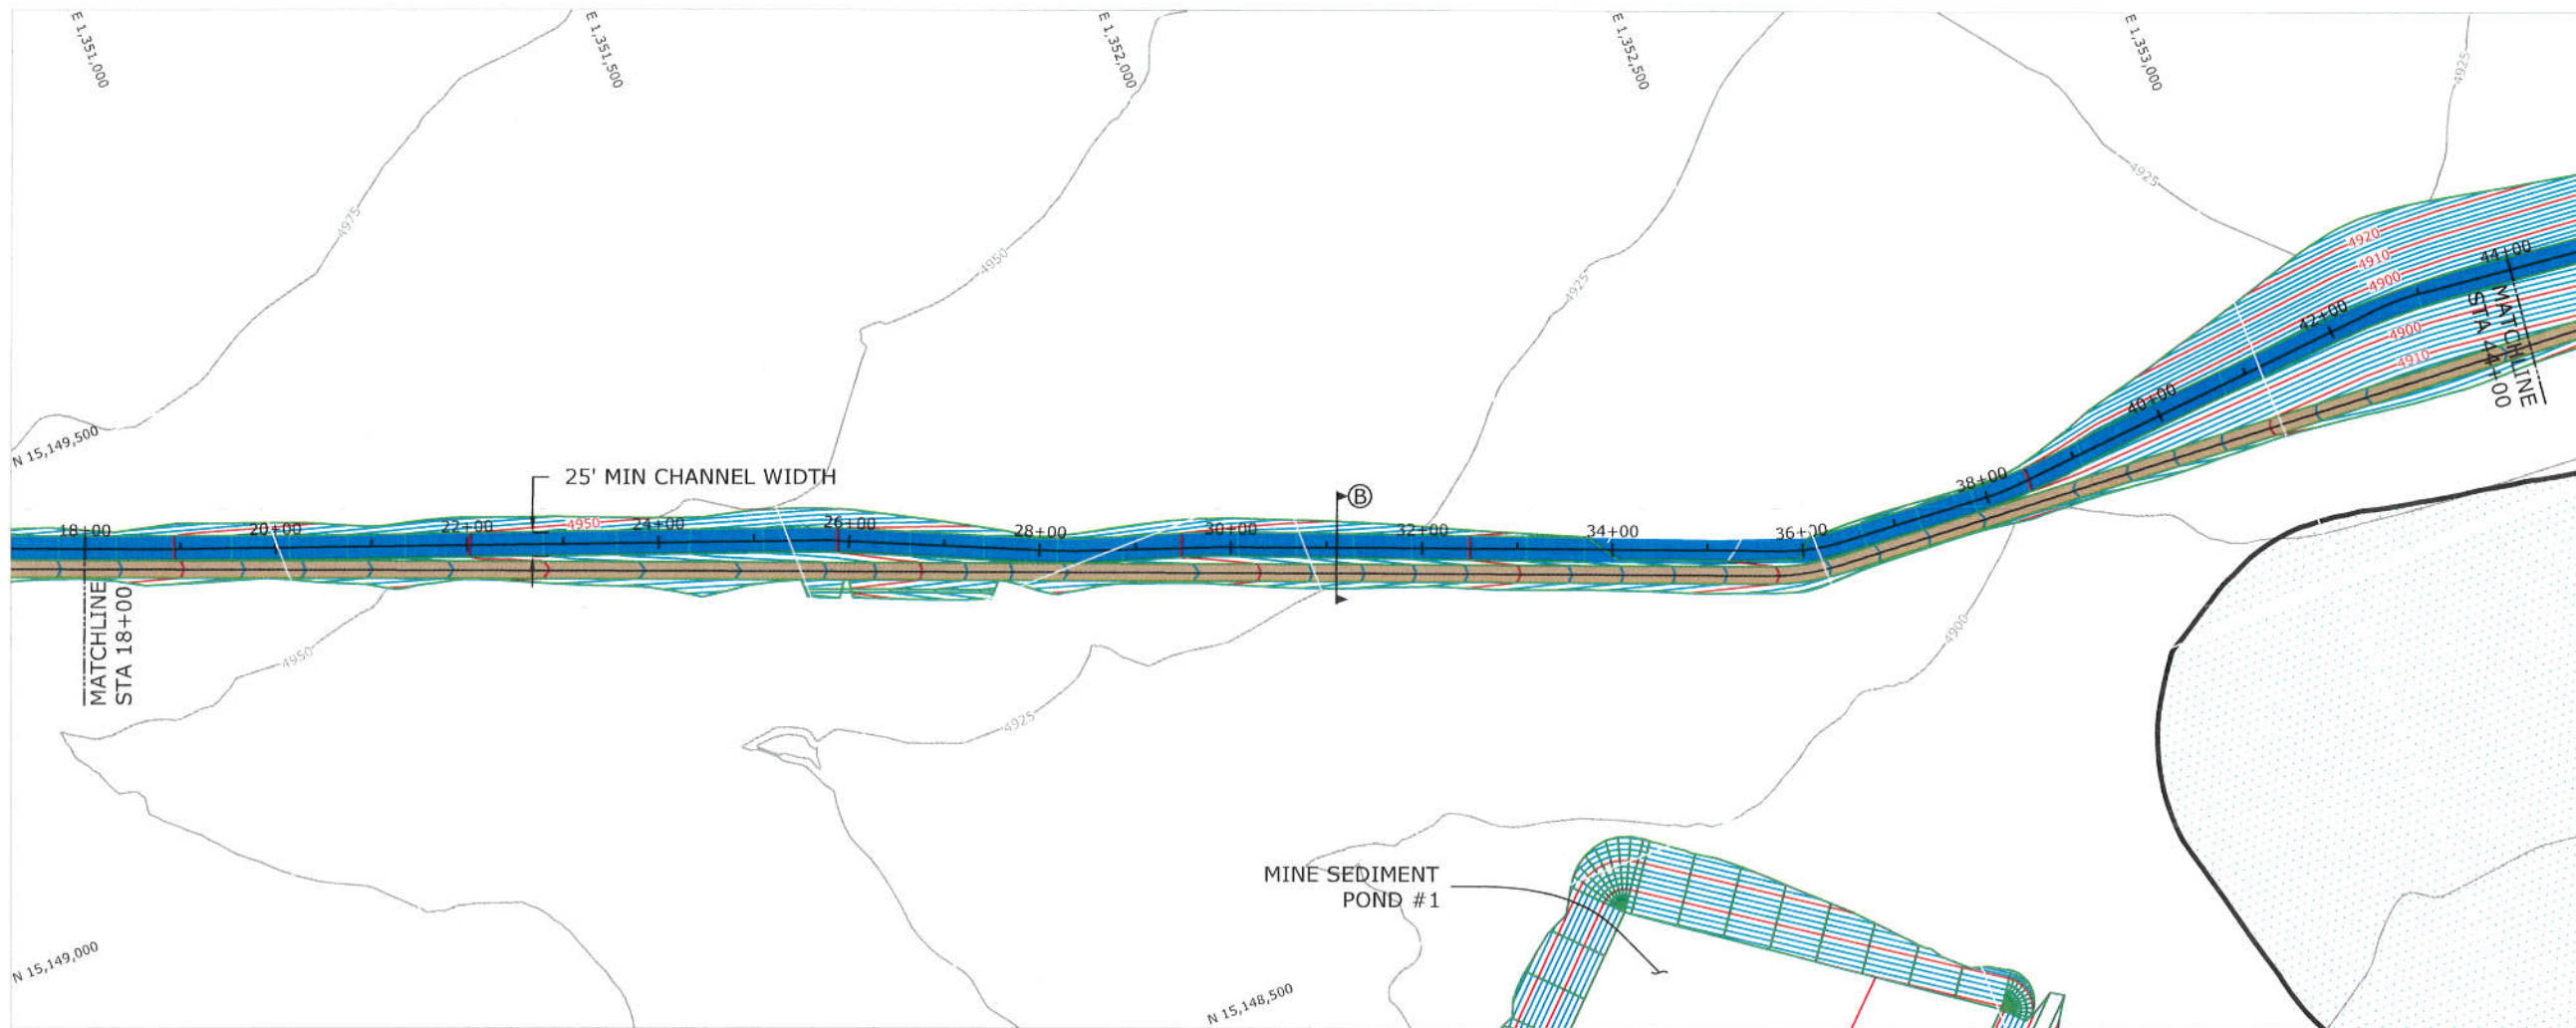 E 1,351,000
E 1,351,500
E 1,352,000
E 1,352,500
E 1,353,000
4925
4925
4975
4950
4925
4920
4910
4900
4900
4910
44+00
MATCHLINE
STA 44+00
42+00
40+00
38+00
N 15,149,500
25' MIN CHANNEL WIDTH
B
18+00
20+00
22+00
4950
24+00
26+00
28+00
30+00
32+00
34+00
36+00
MATCHLINE
STA 18+00
4950
4925
4900
MINE SEDIMENT
POND #1
N 15,149,000
N 15,148,500